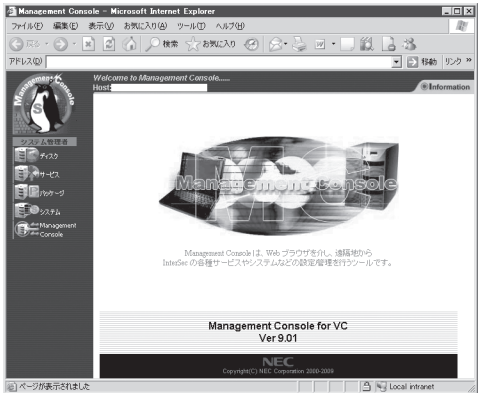 Management Console - Microsoft Internet Explorer
ファイル(F) 編集(E) 表示(V) お気に入り(A) ツール(T) ヘルプ(H)
戻る 検索 お気に入り
アドレス(D) 移動 リンク »
Management Console
Welcome to Management Console......
Host:
Information
システム管理者
ディスク
サービス
パッケージ
システム
Management Console
Management Console
Management Console は、Web ブラウザを介し、遠隔地から
InterSec の各種サービスやシステムなどの設定/管理を行うツールです。
Management Console for VC
Ver 9.01
NEC
Copyright(C) NEC Corporation 2000-2009
ページが表示されました Local intranet